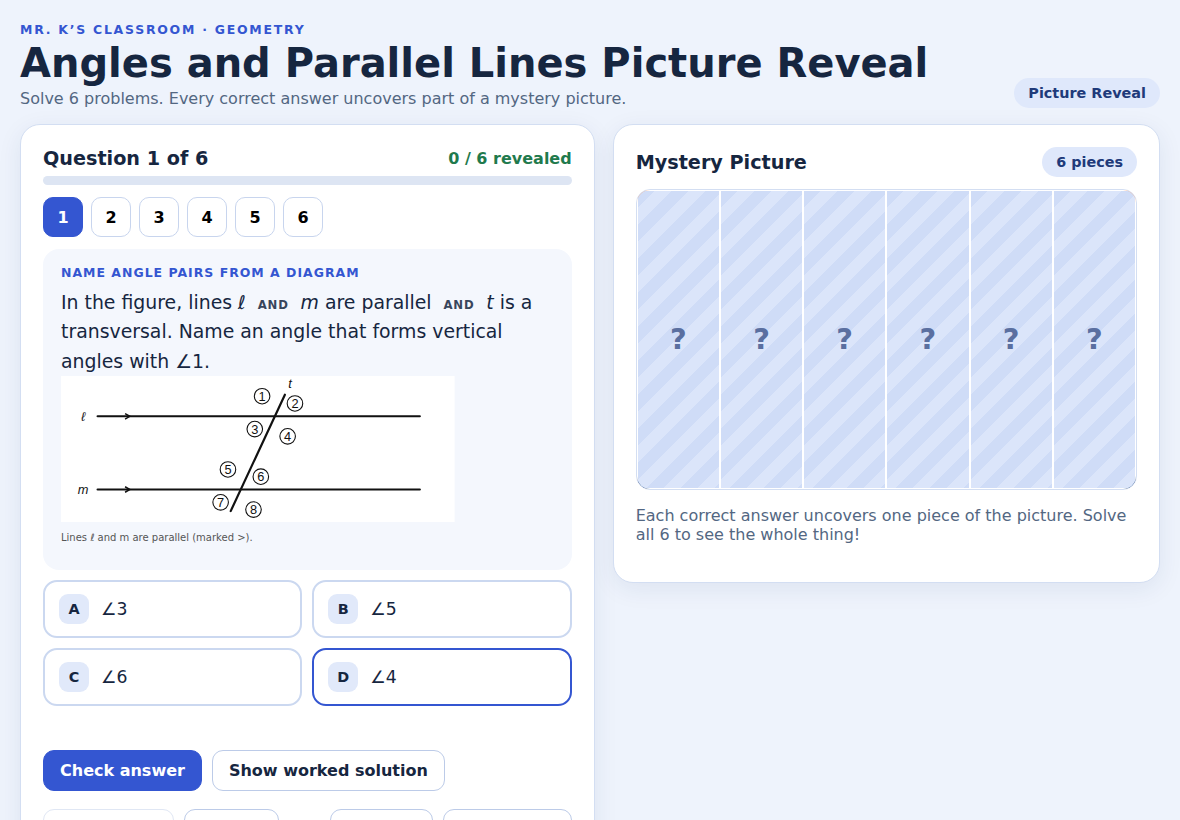 MR. K’S CLASSROOM · GEOMETRY
Angles and Parallel Lines Picture Reveal
Solve 6 problems. Every correct answer uncovers part of a mystery picture.
Picture Reveal
Question 1 of 6
0 / 6 revealed
1 2 3 4 5 6
NAME ANGLE PAIRS FROM A DIAGRAM
In the figure, lines ℓ AND m are parallel AND t is a
transversal. Name an angle that forms vertical
angles with ∠1.
t
1
2
ℓ
3
4
5
6
m
7
8
Lines ℓ and m are parallel (marked >).
A ∠3
B ∠5
C ∠6
D ∠4
Check answer
Show worked solution
Mystery Picture
6 pieces
? ? ? ? ? ?
Each correct answer uncovers one piece of the picture. Solve
all 6 to see the whole thing!